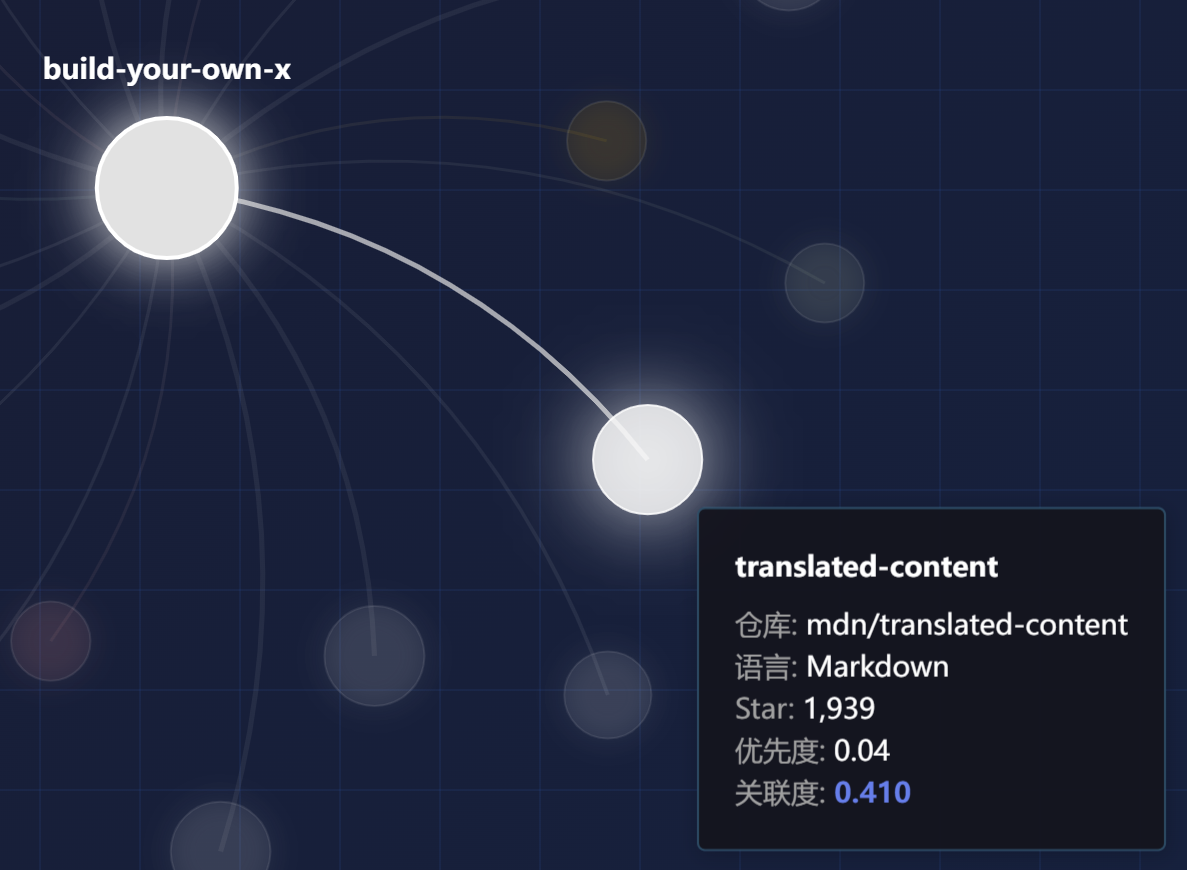 build-your-own-x
translated-content
仓库: mdn/translated-content
语言: Markdown
Star: 1,939
优先度: 0.04
关联度: 0.410